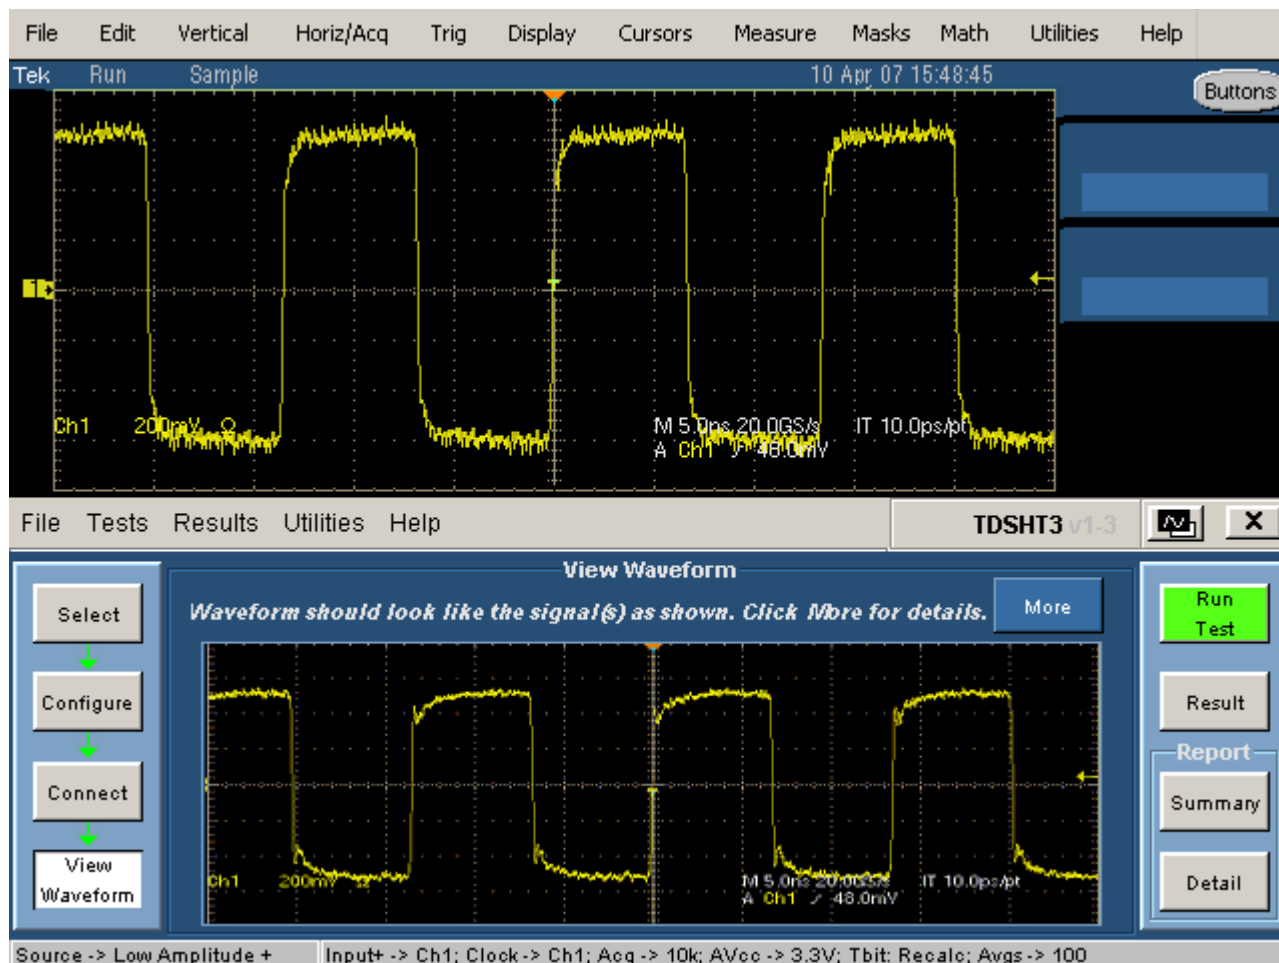 File Edit Vertical Horiz/Acq Trig Display Cursors Measure Masks Math Utilities Help
Tek Run Sample 10 Apr 07 15:48:45
Buttons
1
Ch1 200mV Ω M 5.0ns 20.0GS/s IT 10.0ps/pt
A Ch1 / 48.0mV
File Tests Results Utilities Help TDSHT3 v1-3 X
View Waveform
Waveform should look like the signal(s) as shown. Click More for details.
More
Select
Configure
Connect
View
Waveform
Ch1 200mV Ω M 5.0ns 20.0GS/s IT 10.0ps/pt
A Ch1 / 48.0mV
Run
Test
Result
Report
Summary
Detail
Source -> Low Amplitude + Input+ -> Ch1; Clock -> Ch1; Acq -> 10k; AVcc -> 3.3V; Tbit: Recalc; Avgs -> 100